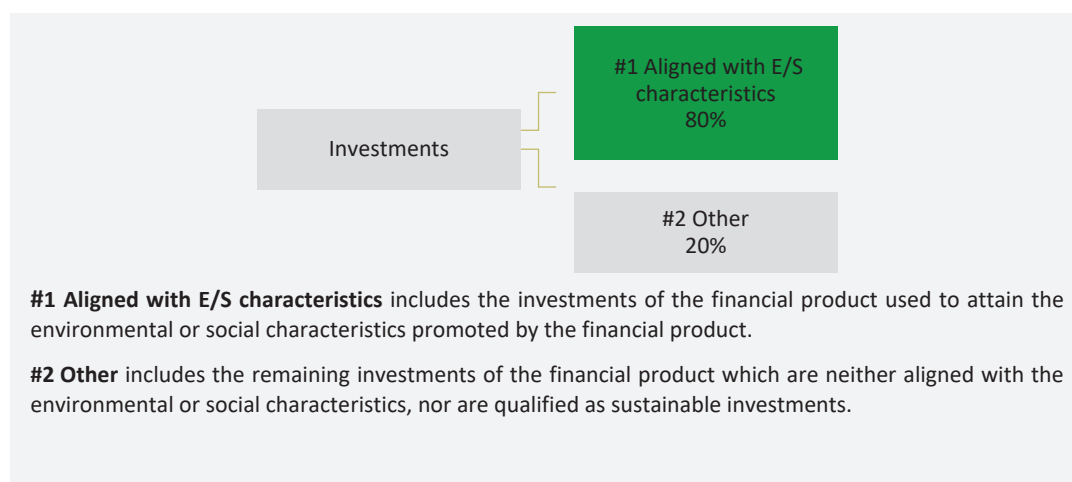 #1 Aligned with E/S
characteristics
80%
Investments
#2 Other
20%
#1 Aligned with E/S characteristics includes the investments of the financial product used to attain the
environmental or social characteristics promoted by the financial product.
#2 Other includes the remaining investments of the financial product which are neither aligned with the
environmental or social characteristics, nor are qualified as sustainable investments.